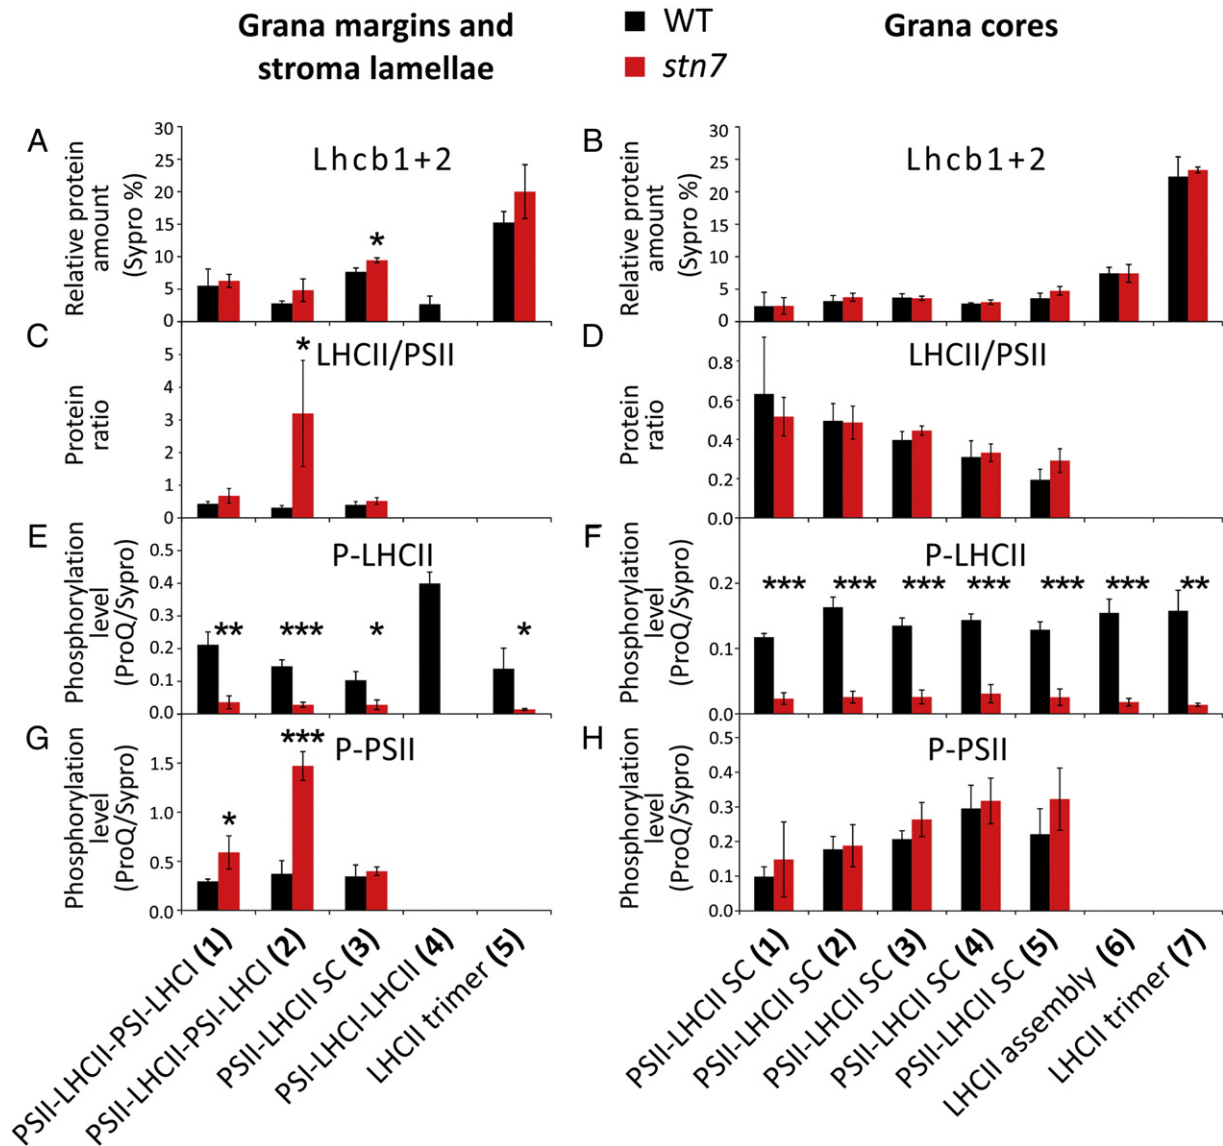 Grana margins and
stroma lamellae
WT
stn7
Grana cores
A
Relative protein
amount
(Sypro %)
30
25
20
15
10
5
0
Lhcb1+2
*
B
Relative protein
amount
(Sypro %)
30
25
20
15
10
5
0
Lhcb1+2
C
Protein
ratio
5
4
3
2
1
0
*
LHCII/PSII
D
Protein
ratio
0.8
0.6
0.4
0.2
0.0
LHCII/PSII
E
Phosphorylation
level
(ProQ/Sypro)
0.5
0.4
0.3
0.2
0.1
0.0
P-LHCII
**
***
*
*
F
Phosphorylation
level
(ProQ/Sypro)
0.2
0.1
0.0
P-LHCII
***
***
***
***
***
***
**
G
Phosphorylation
level
(ProQ/Sypro)
1.5
1.0
0.5
0.0
P-PSII
*
***
H
Phosphorylation
level
(ProQ/Sypro)
0.5
0.4
0.3
0.2
0.1
0.0
P-PSII
PSII-LHCII-PSI-LHCI (1)
PSII-LHCII-PSI-LHCI (2)
PSII-LHCII SC (3)
PSI-LHCI-LHCII (4)
LHCII trimer (5)
PSII-LHCII SC (1)
PSII-LHCII SC (2)
PSII-LHCII SC (3)
PSII-LHCII SC (4)
PSII-LHCII SC (5)
LHCII assembly (6)
LHCII trimer (7)